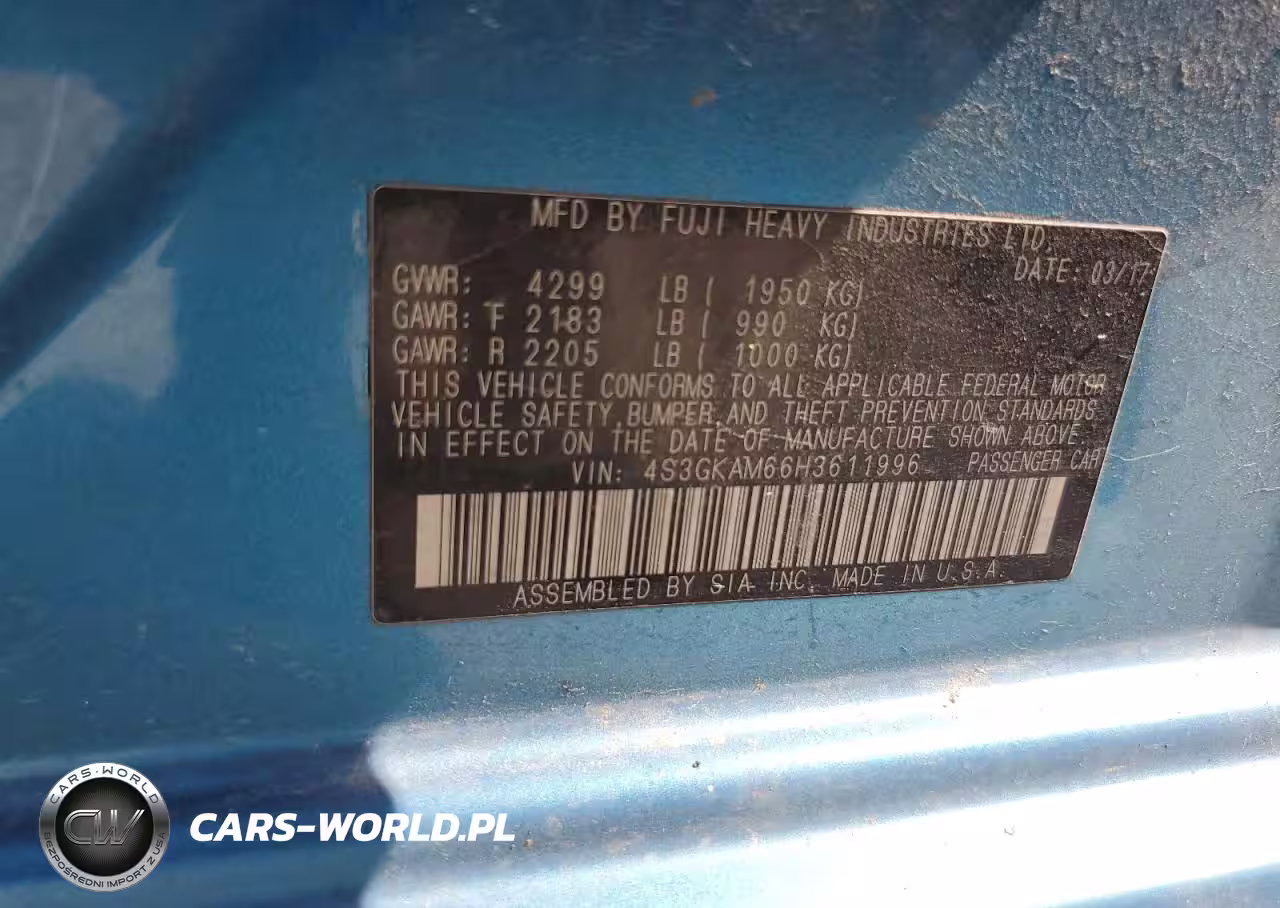 MFD BY FUJI HEAVY INDUSTRIES LTD.
DATE: 03/17
GVWR: 4299 LB ( 1950 KG)
GAWR: F 2183 LB ( 990 KG)
GAWR: R 2205 LB ( 1000 KG)
THIS VEHICLE CONFORMS TO ALL APPLICABLE FEDERAL MOTOR
VEHICLE SAFETY, BUMPER, AND THEFT PREVENTION STANDARDS
IN EFFECT ON THE DATE OF MANUFACTURE SHOWN ABOVE.
VIN: 4S3GKAM66H3611996 PASSENGER CAR
ASSEMBLED BY SIA INC. MADE IN U.S.A.
CARS-WORLD
CW
BEZPOŚREDNI IMPORT Z USA
CARS-WORLD.PL